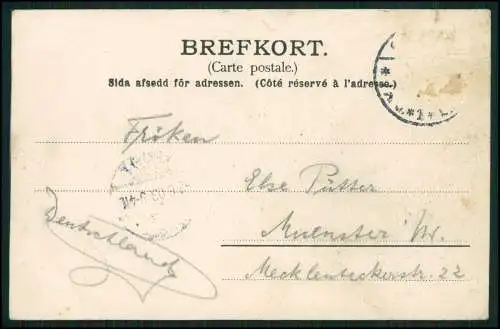 BREFKORT.
(Carte postale.)
Sida afsedd för adressen. (Côté réservé à l'adresse.)
Fröken
Else Pütter
Deutschland
Muenster W.
Mecklenbeckerstr. 22